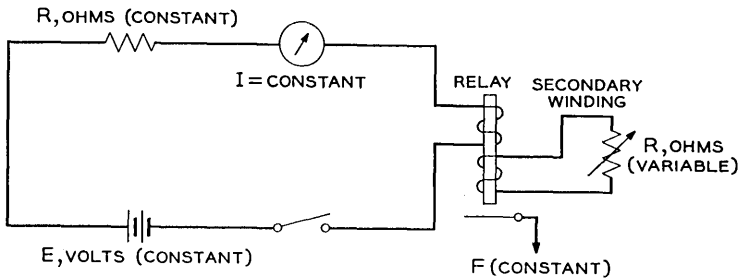 R, OHMS (CONSTANT)
I = CONSTANT
RELAY
SECONDARY
WINDING
R, OHMS
(VARIABLE)
E, VOLTS (CONSTANT)
F (CONSTANT)